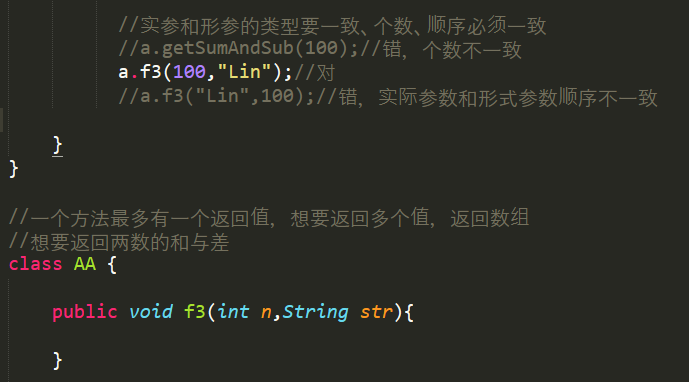 //实参和形参的类型要一致、个数、顺序必须一致
//a.getSumAndSub(100);//错，个数不一致
a.f3(100,"Lin");//对
//a.f3("Lin",100);//错，实际参数和形式参数顺序不一致
}
}
//一个方法最多有一个返回值，想要返回多个值，返回数组
//想要返回两数的和与差
class AA {
public void f3(int n,String str){
}